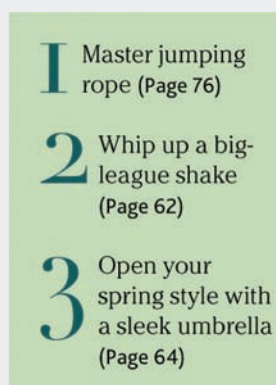 1 Master jumping
rope (Page 76)
2 Whip up a big-
league shake
(Page 62)
3 Open your
spring style with
a sleek umbrella
(Page 64)